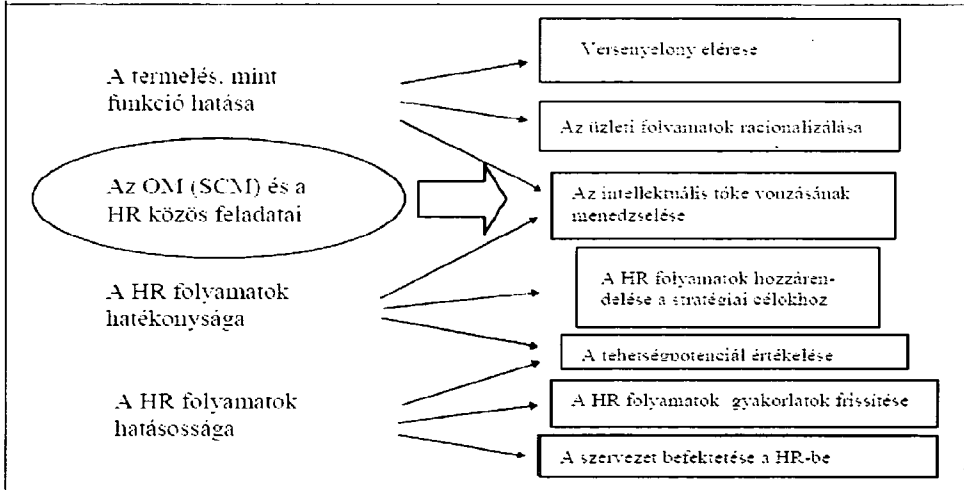 Versenyelony elérese
A termelés, mint
funkció hatása
Az üzleti folyamatok racionalizálása
Az OM (SCM) és a
HR közös feladatai
Az intellektuális tőke vonzásának
menedzselése
A HR folyamatok
hatékonysága
A HR folyamatok hozzáren-
delése a stratégiai célokhoz
A tehetségpotenciál értékelése
A HR folyamatok
hatásossága
A HR folyamatok gyakorlatok frissítése
A szervezet befektetése a HR-be